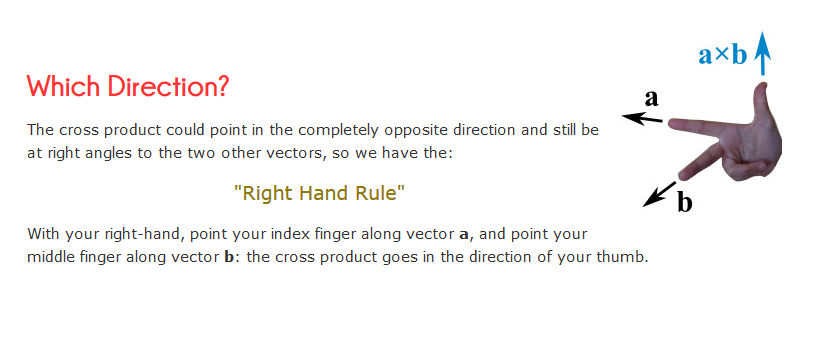 a×b
Which Direction?
a
The cross product could point in the completely opposite direction and still be
at right angles to the two other vectors, so we have the:
"Right Hand Rule"
b
With your right-hand, point your index finger along vector a, and point your
middle finger along vector b: the cross product goes in the direction of your thumb.